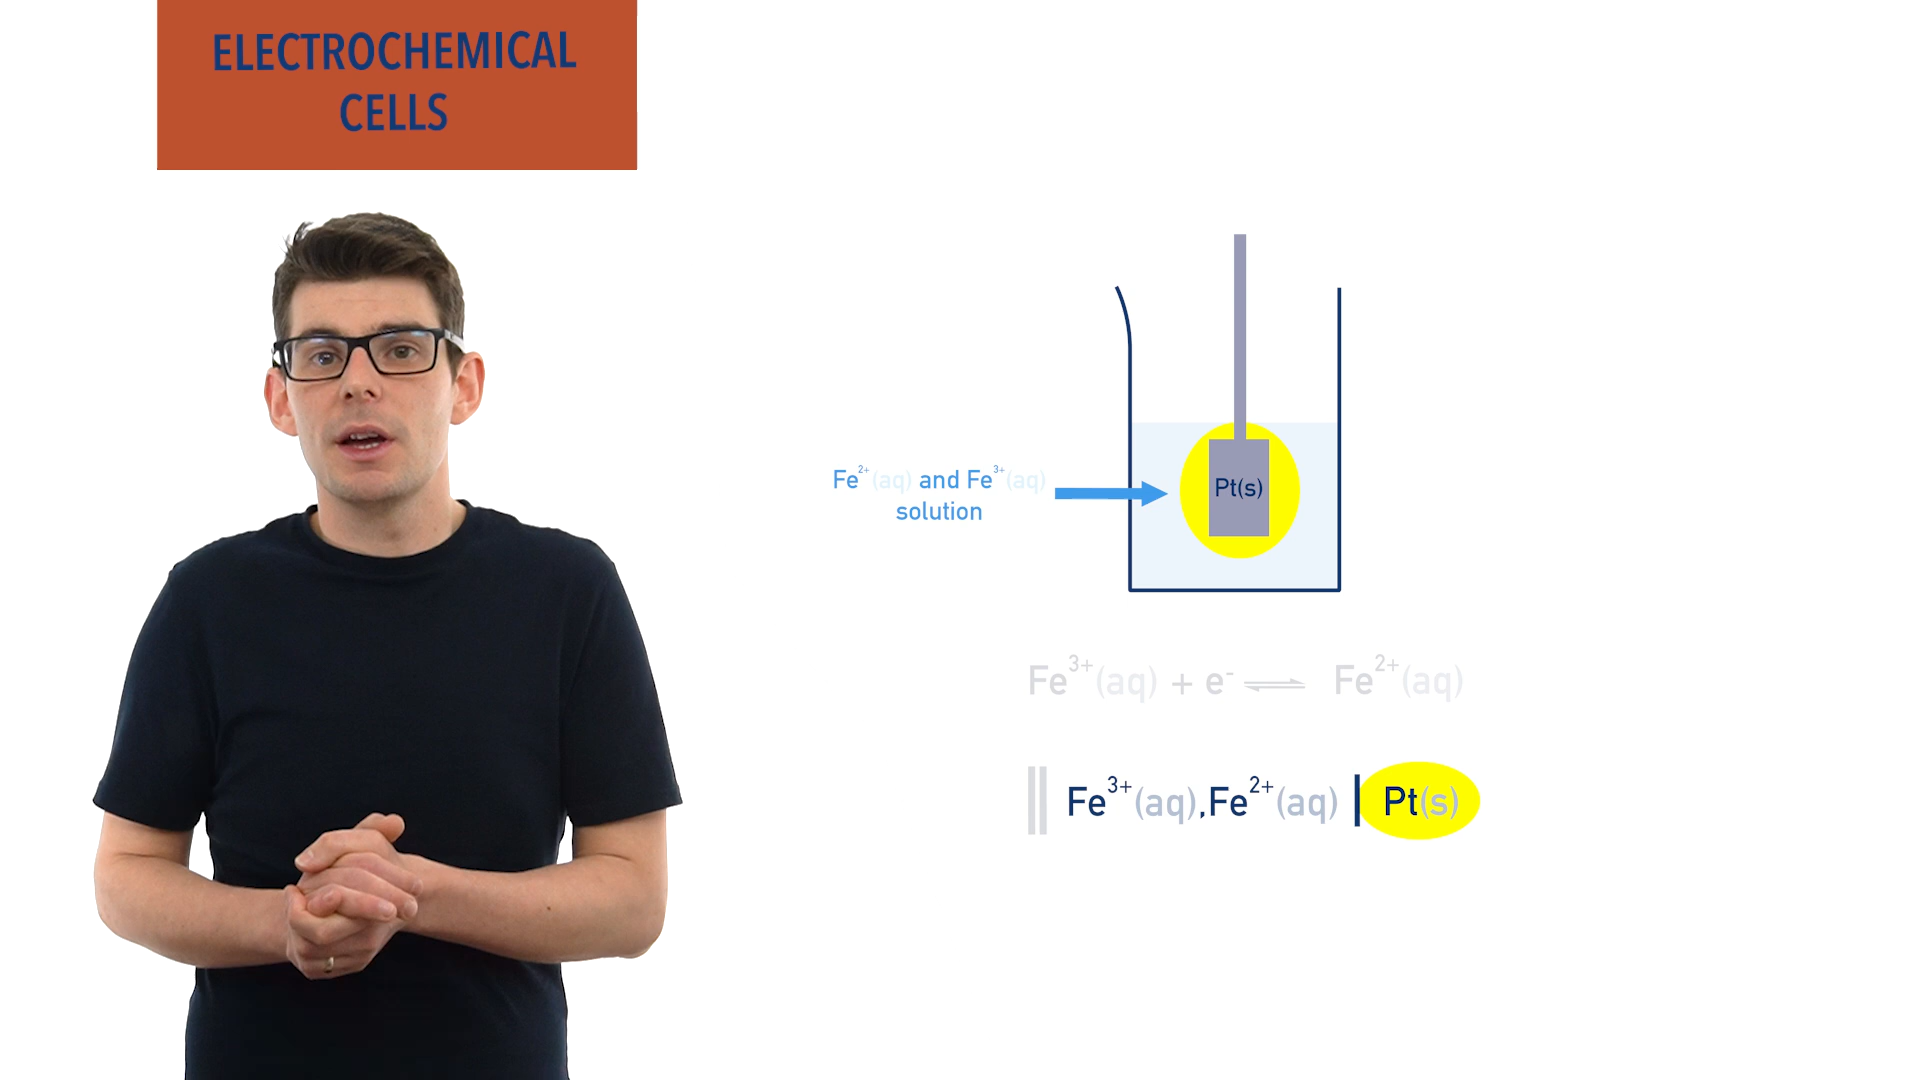 ELECTROCHEMICAL
CELLS
Fe²⁺(aq) and Fe³⁺(aq)
solution
Pt(s)
Fe³⁺(aq) + e⁻ ⇌ Fe²⁺(aq)
|| Fe³⁺(aq),Fe²⁺(aq) | Pt(s)